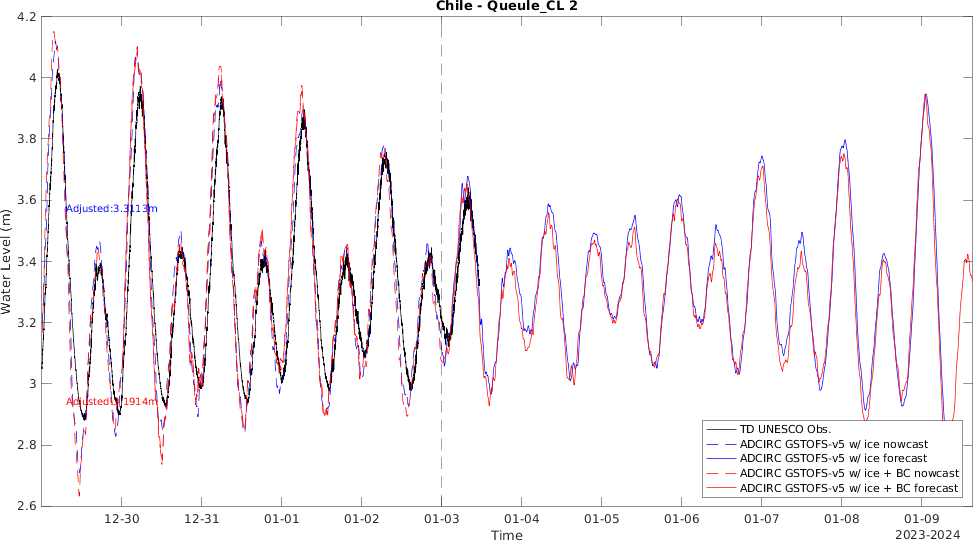 Chile - Queule_CL 2
4.2
4
3.8
3.6
3.4
3.2
3
2.8
2.6
Water Level (m)
Adjusted:3.3113m
Adjusted:3.1914m
TD UNESCO Obs.
ADCIRC GSTOFS-v5 w/ ice nowcast
ADCIRC GSTOFS-v5 w/ ice forecast
ADCIRC GSTOFS-v5 w/ ice + BC nowcast
ADCIRC GSTOFS-v5 w/ ice + BC forecast
12-30 12-31 01-01 01-02 01-03 01-04 01-05 01-06 01-07 01-08 01-09
Time
2023-2024